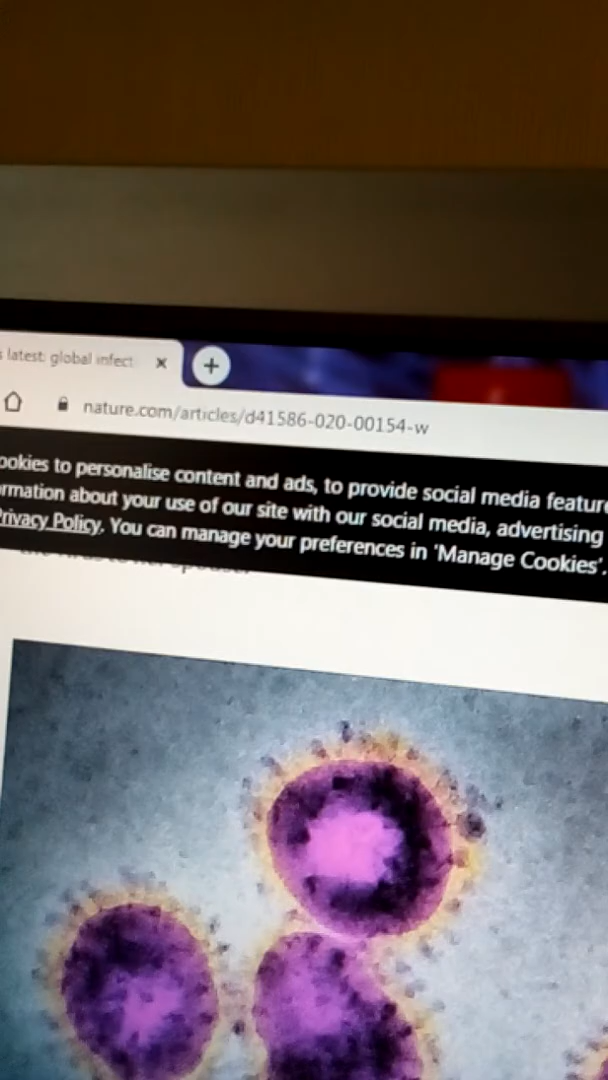 latest: global infect
nature.com/articles/d41586-020-00154-w
ookies to personalise content and ads, to provide social media feature
rmation about your use of our site with our social media, advertising
Privacy Policy. You can manage your preferences in 'Manage Cookies'.